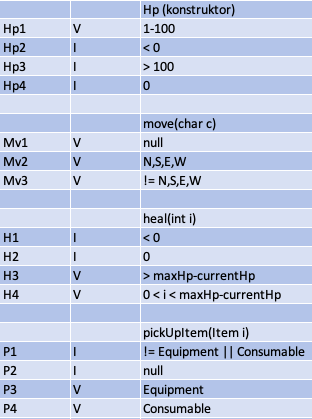 Hp (konstruktor)
Hp1 V 1-100
Hp2 I < 0
Hp3 I > 100
Hp4 I 0
move(char c)
Mv1 V null
Mv2 V N,S,E,W
Mv3 V != N,S,E,W
heal(int i)
H1 I < 0
H2 I 0
H3 V > maxHp-currentHp
H4 V 0 < i < maxHp-currentHp
pickUpItem(Item i)
P1 I != Equipment || Consumable
P2 I null
P3 V Equipment
P4 V Consumable